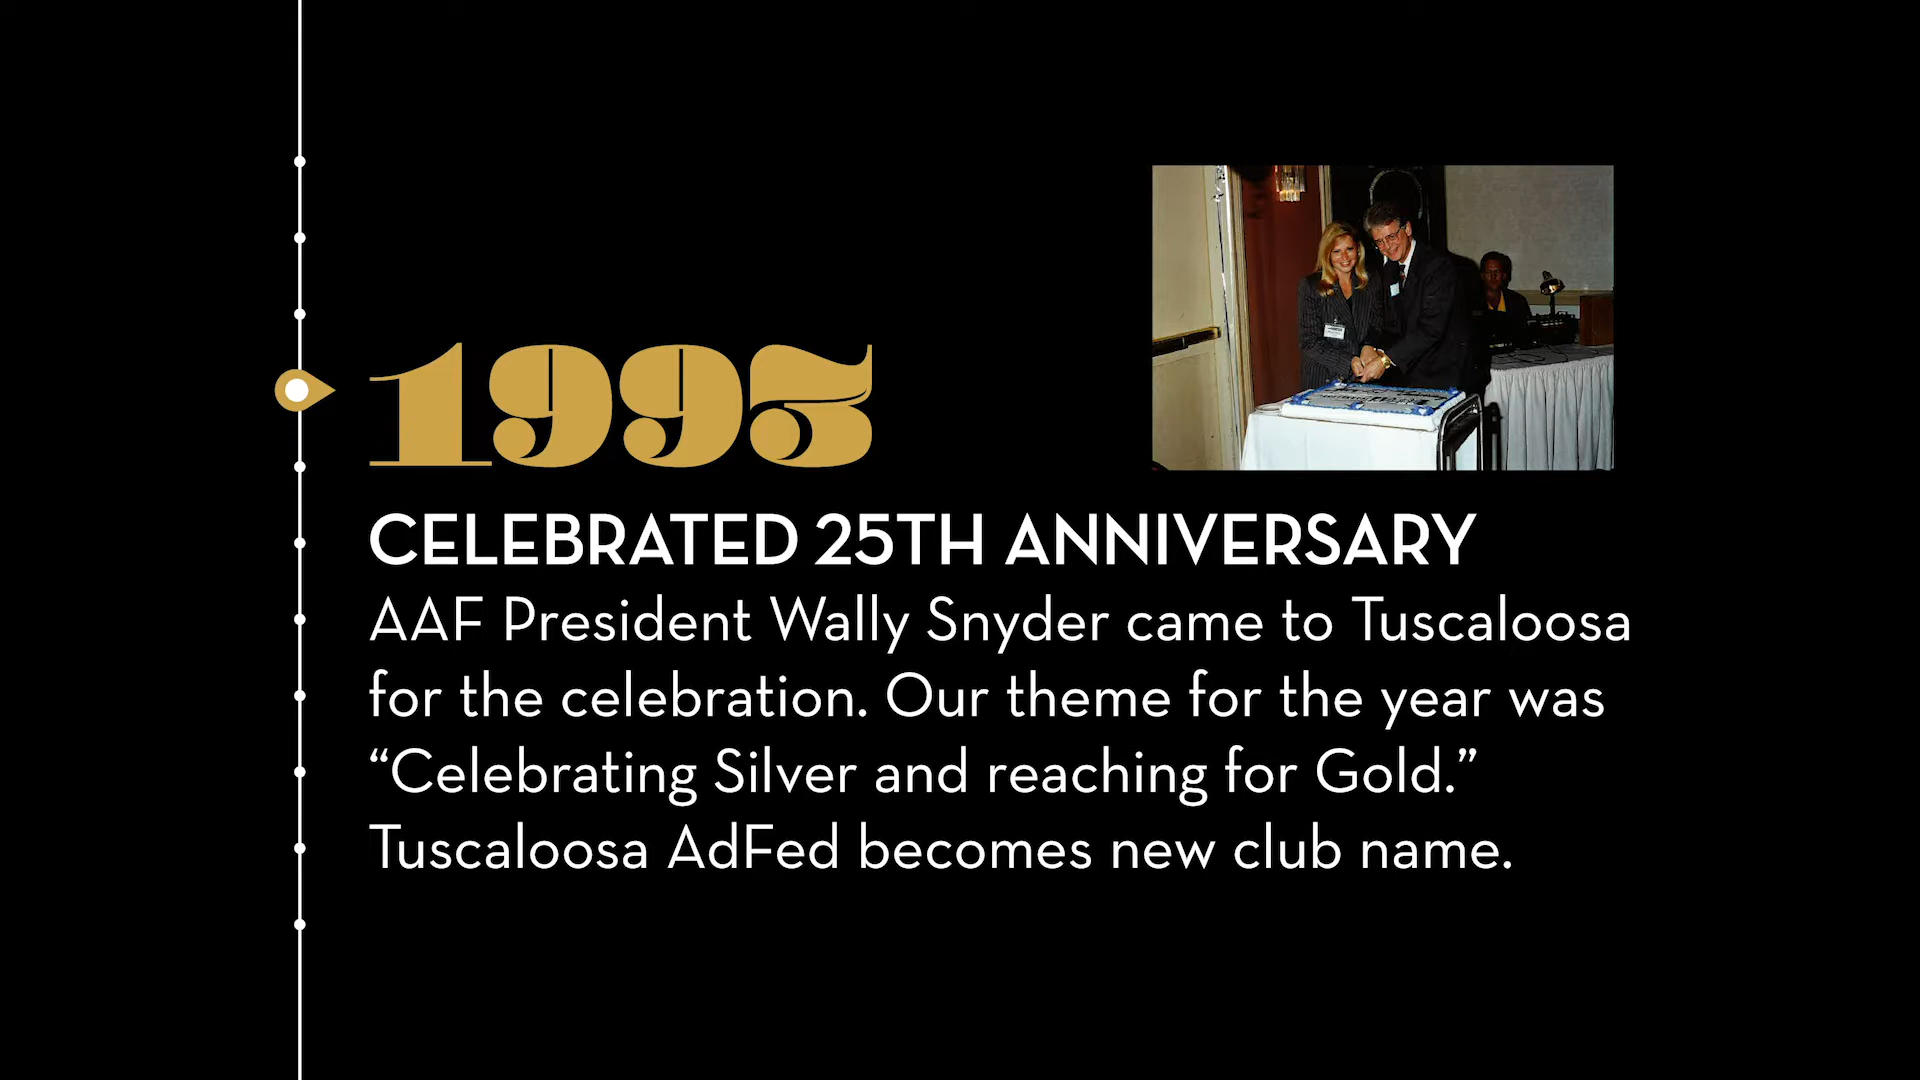 1995
CELEBRATED 25TH ANNIVERSARY
AAF President Wally Snyder came to Tuscaloosa
for the celebration. Our theme for the year was
“Celebrating Silver and reaching for Gold.”
Tuscaloosa AdFed becomes new club name.